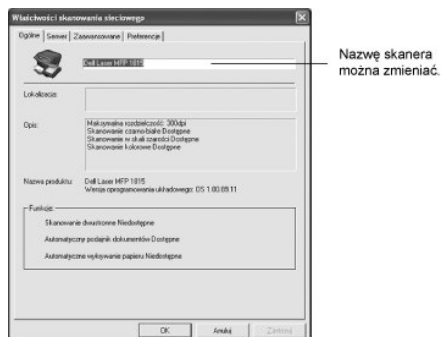 Właściwości skanowania sieciowego
Ogólne Serwer Zaawansowane Preferencje
Dell Laser MFP 1815
Nazwę skanera
można zmieniać.
Lokalizacja:
Opis:
Maksymalna rozdzielczość: 300dpi
Skanowanie czarno-białe Dostępne
Skanowanie w skali szarości Dostępne
Skanowanie kolorowe Dostępne
Nazwa produktu:
Dell Laser MFP 1815
Wersja oprogramowania układowego: OS 1.00.89.11
Funkcje:
Skanowanie dwustronne Niedostępne
Automatyczny podajnik dokumentów Dostępne
Automatyczne wykrywanie papieru Niedostępne
OK Anuluj Zastosuj